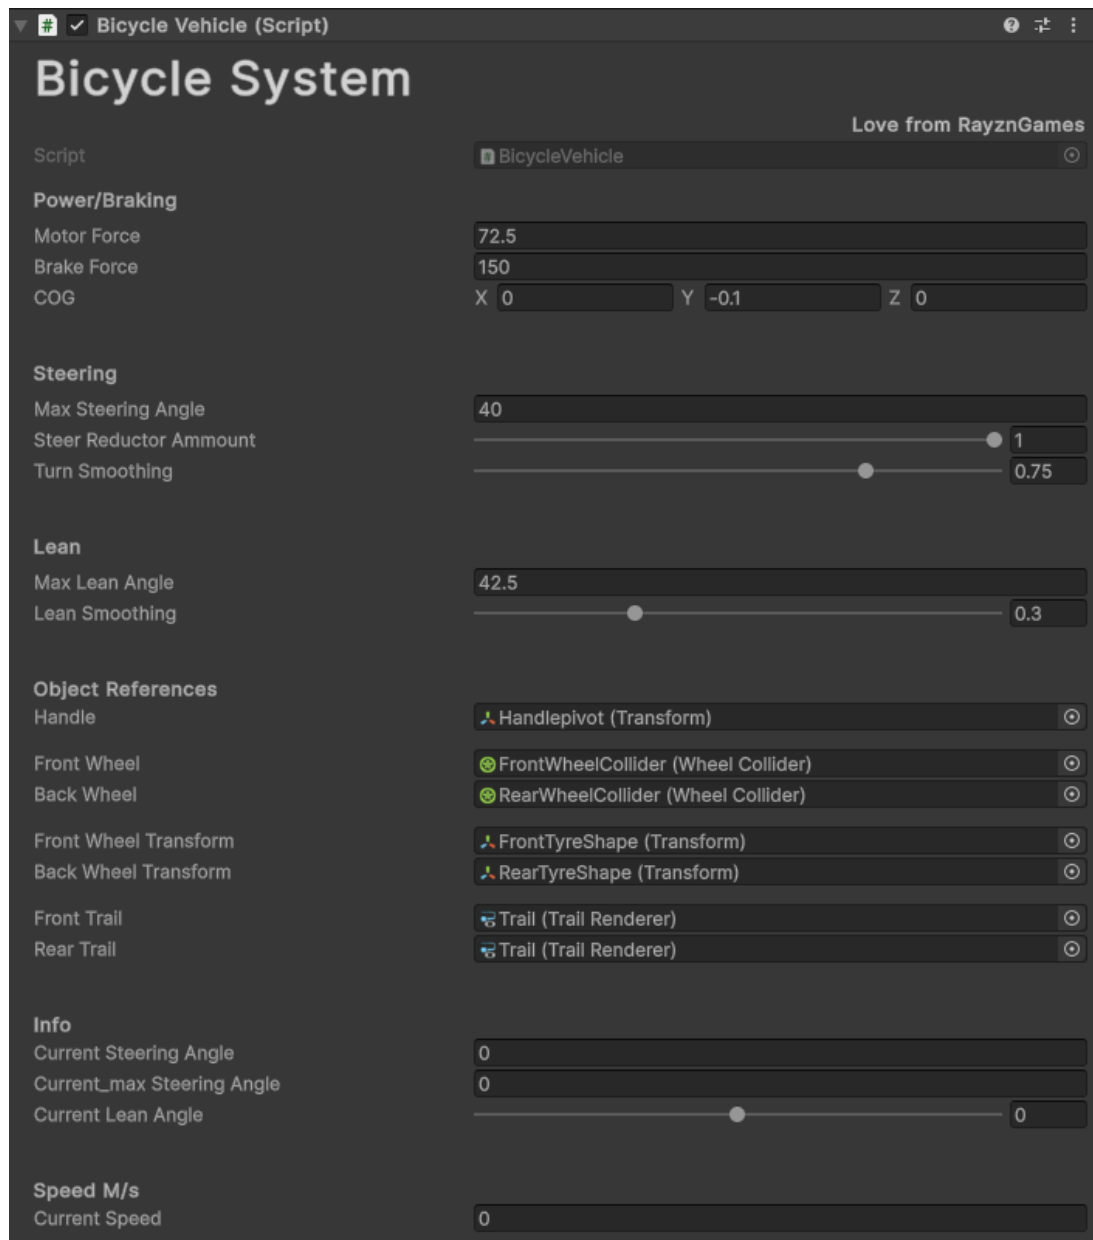 Bicycle Vehicle (Script)
Bicycle System
Love from RayznGames
Script BicycleVehicle
Power/Braking
Motor Force 72.5
Brake Force 150
COG X 0 Y -0.1 Z 0
Steering
Max Steering Angle 40
Steer Reductor Ammount 1
Turn Smoothing 0.75
Lean
Max Lean Angle 42.5
Lean Smoothing 0.3
Object References
Handle Handlepivot (Transform)
Front Wheel FrontWheelCollider (Wheel Collider)
Back Wheel RearWheelCollider (Wheel Collider)
Front Wheel Transform FrontTyreShape (Transform)
Back Wheel Transform RearTyreShape (Transform)
Front Trail Trail (Trail Renderer)
Rear Trail Trail (Trail Renderer)
Info
Current Steering Angle 0
Current_max Steering Angle 0
Current Lean Angle 0
Speed M/s
Current Speed 0